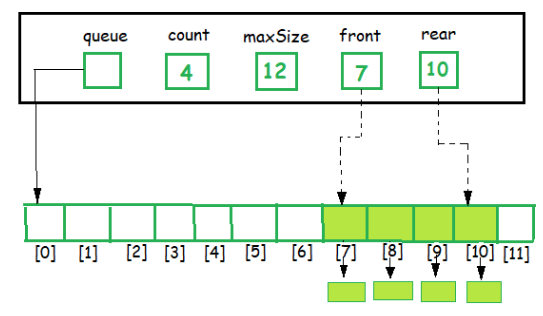 queue count maxSize front rear
4 12 7 10
[0] [1] [2] [3] [4] [5] [6] [7] [8] [9] [10] [11]